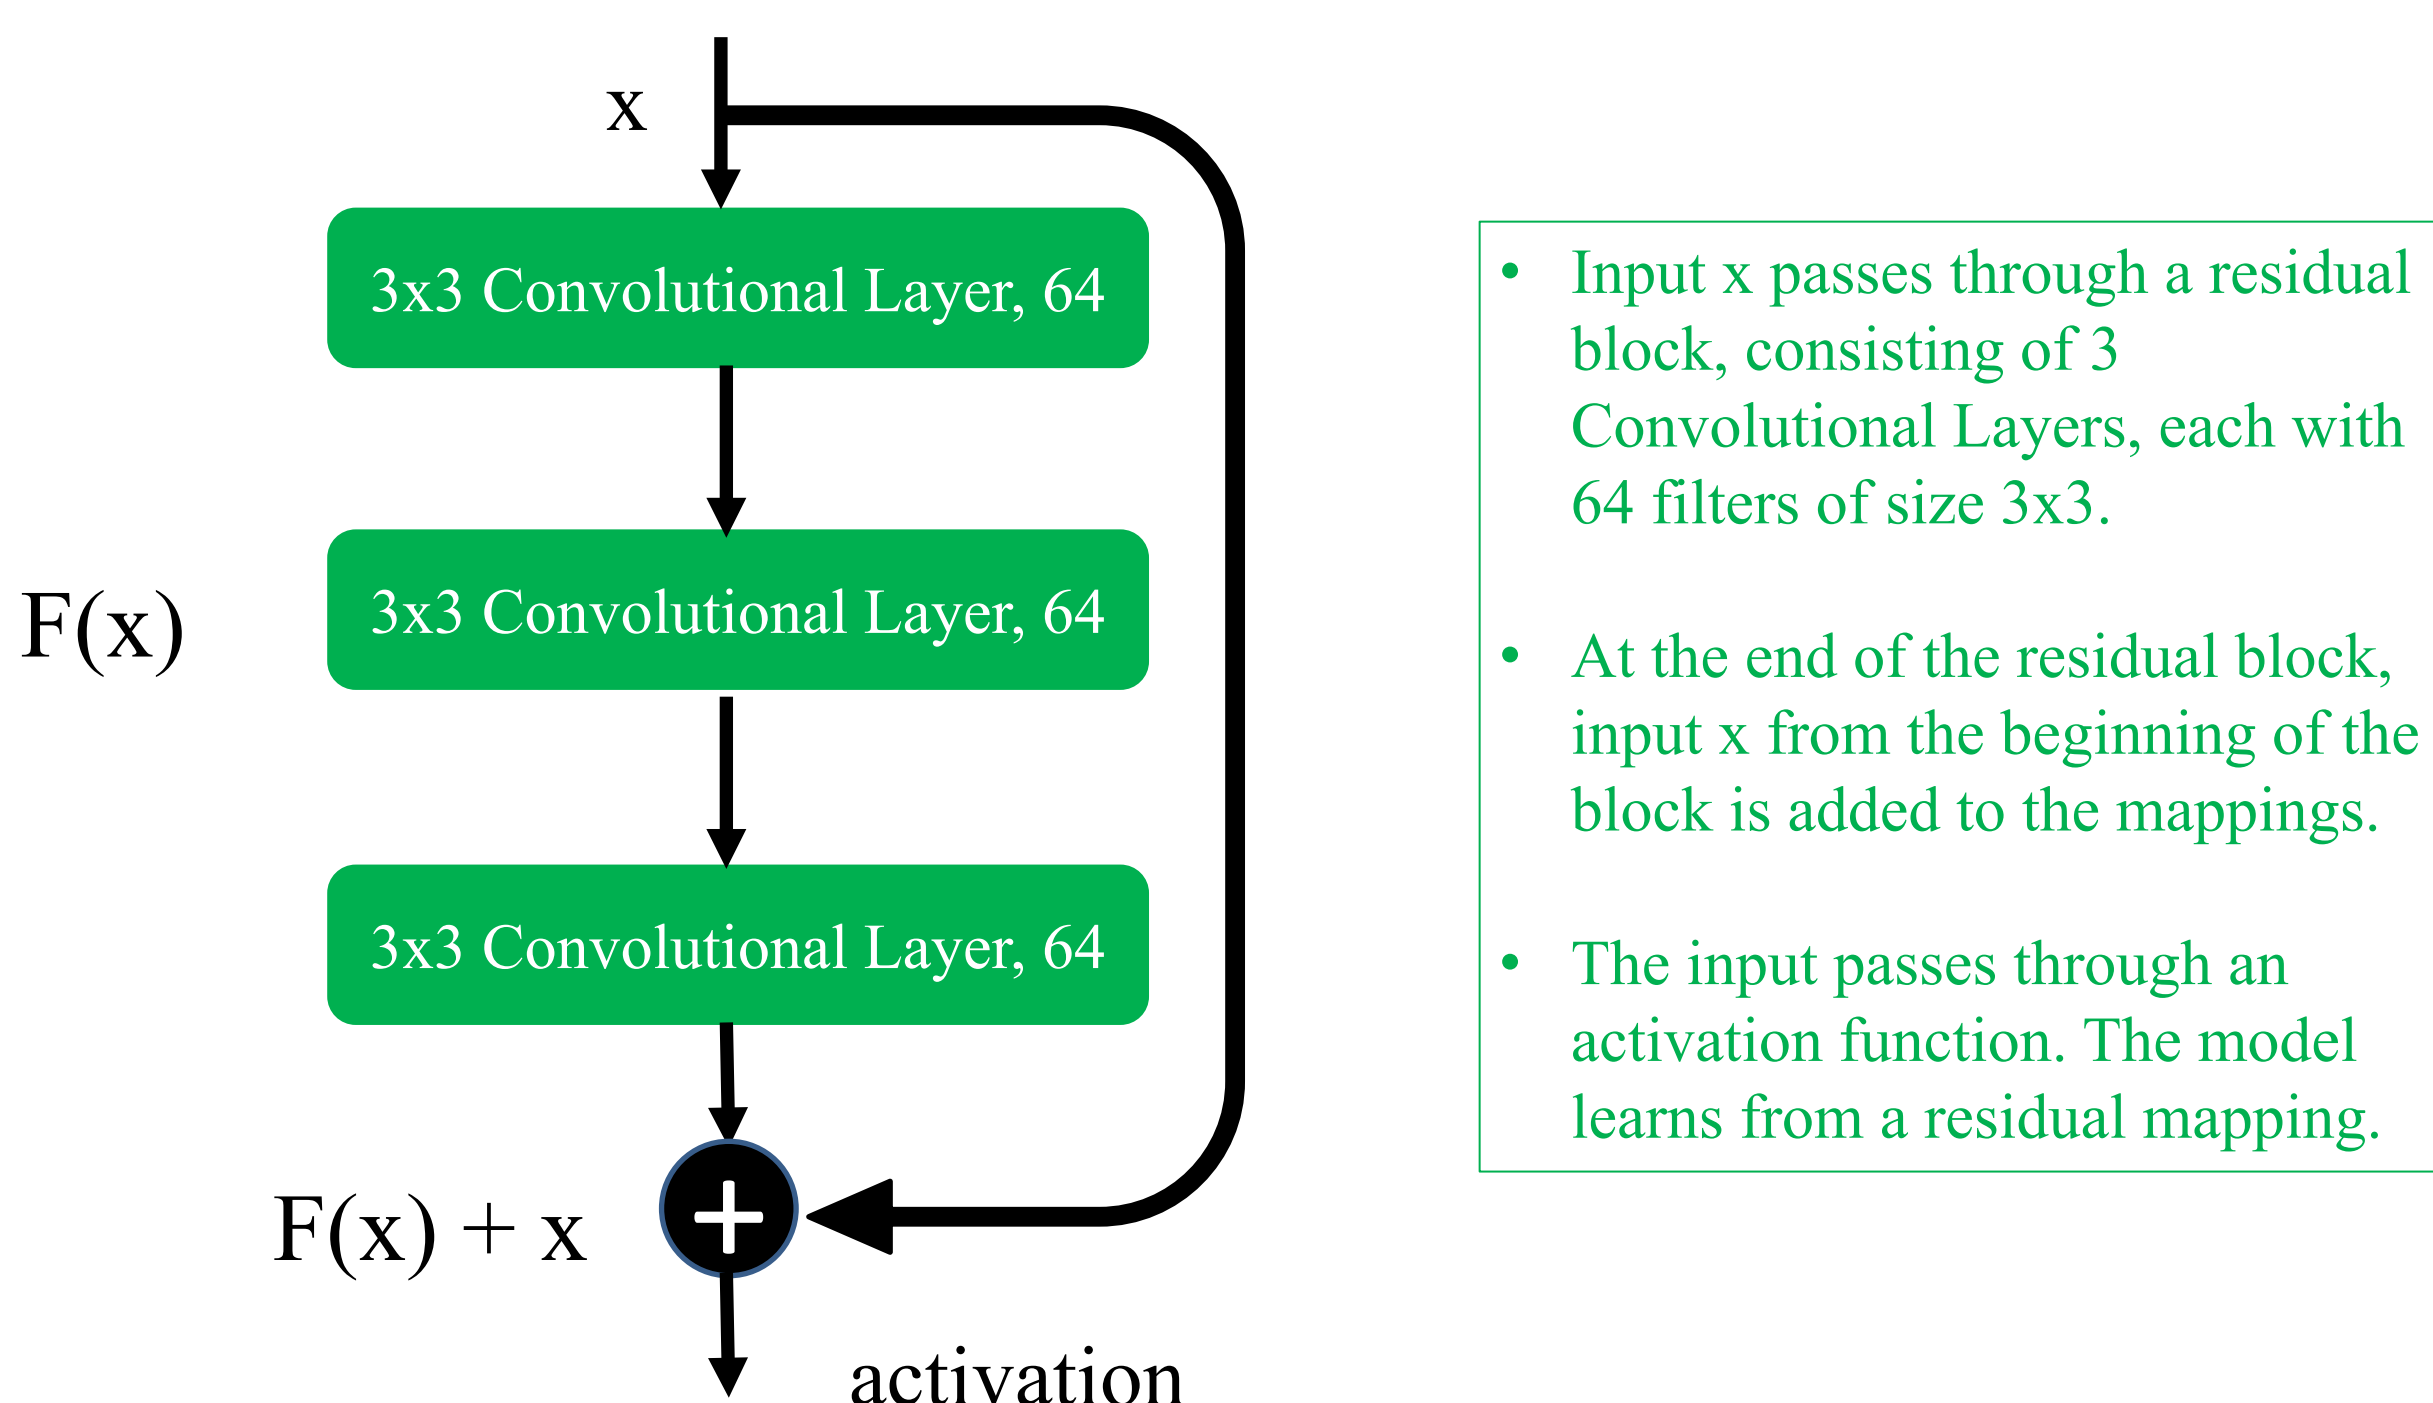 x
3x3 Convolutional Layer, 64
3x3 Convolutional Layer, 64
F(x)
3x3 Convolutional Layer, 64
F(x) + x
+
activation
• Input x passes through a residual
block, consisting of 3
Convolutional Layers, each with
64 filters of size 3x3.
• At the end of the residual block,
input x from the beginning of the
block is added to the mappings.
• The input passes through an
activation function. The model
learns from a residual mapping.